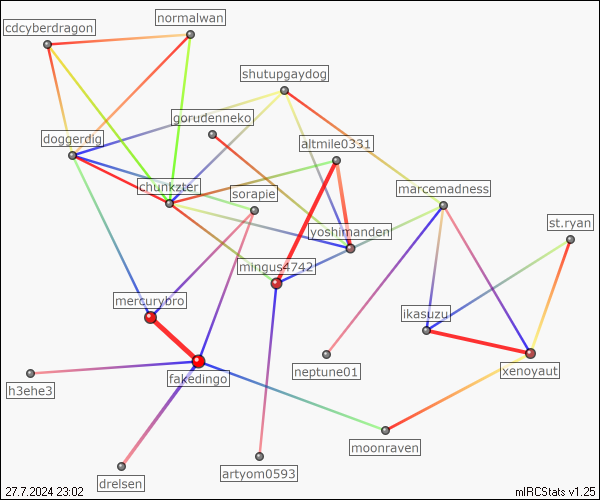 normalwan
cdcyberdragon
shutupgaydog
gorudenneko
doggerdig
altmile0331
chunkzter
sorapie
marcemadness
st.ryan
yoshimanden
mingus4742
mercurybro
ikasuzu
fakedingo
neptune01
xenoyaut
h3ehe3
moonraven
artyom0593
drelsen
27.7.2024 23:02
mIRCStats v1.25